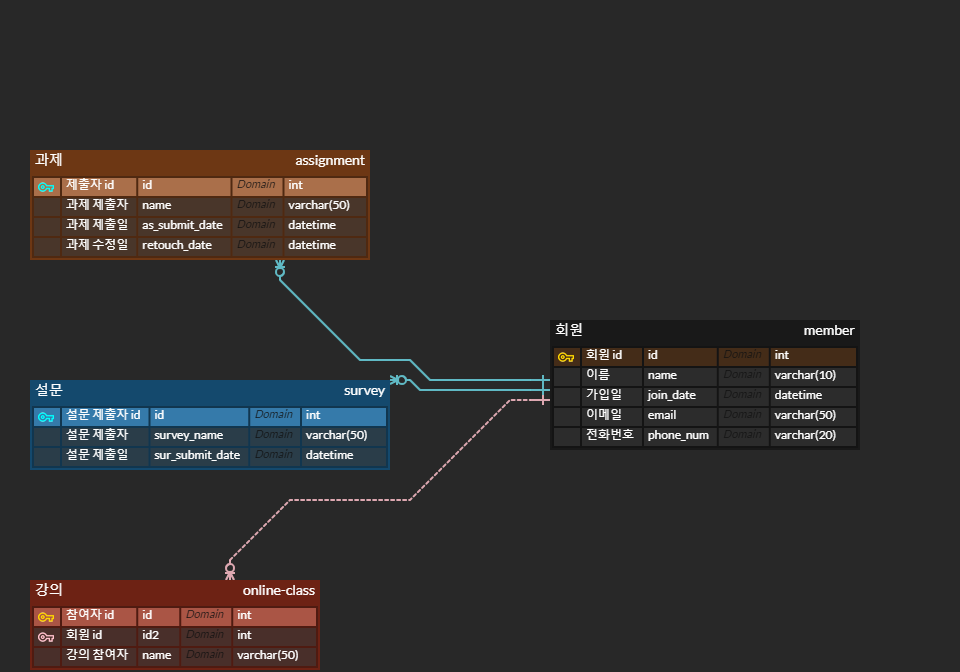 과제 assignment
제출자 id id Domain int
과제 제출자 name Domain varchar(50)
과제 제출일 as_submit_date Domain datetime
과제 수정일 retouch_date Domain datetime
회원 member
회원 id id Domain int
이름 name Domain varchar(10)
가입일 join_date Domain datetime
이메일 email Domain varchar(50)
전화번호 phone_num Domain varchar(20)
설문 survey
설문 제출자 id id Domain int
설문 제출자 survey_name Domain varchar(50)
설문 제출일 sur_submit_date Domain datetime
강의 online-class
참여자 id id Domain int
회원 id id2 Domain int
강의 참여자 name Domain varchar(50)